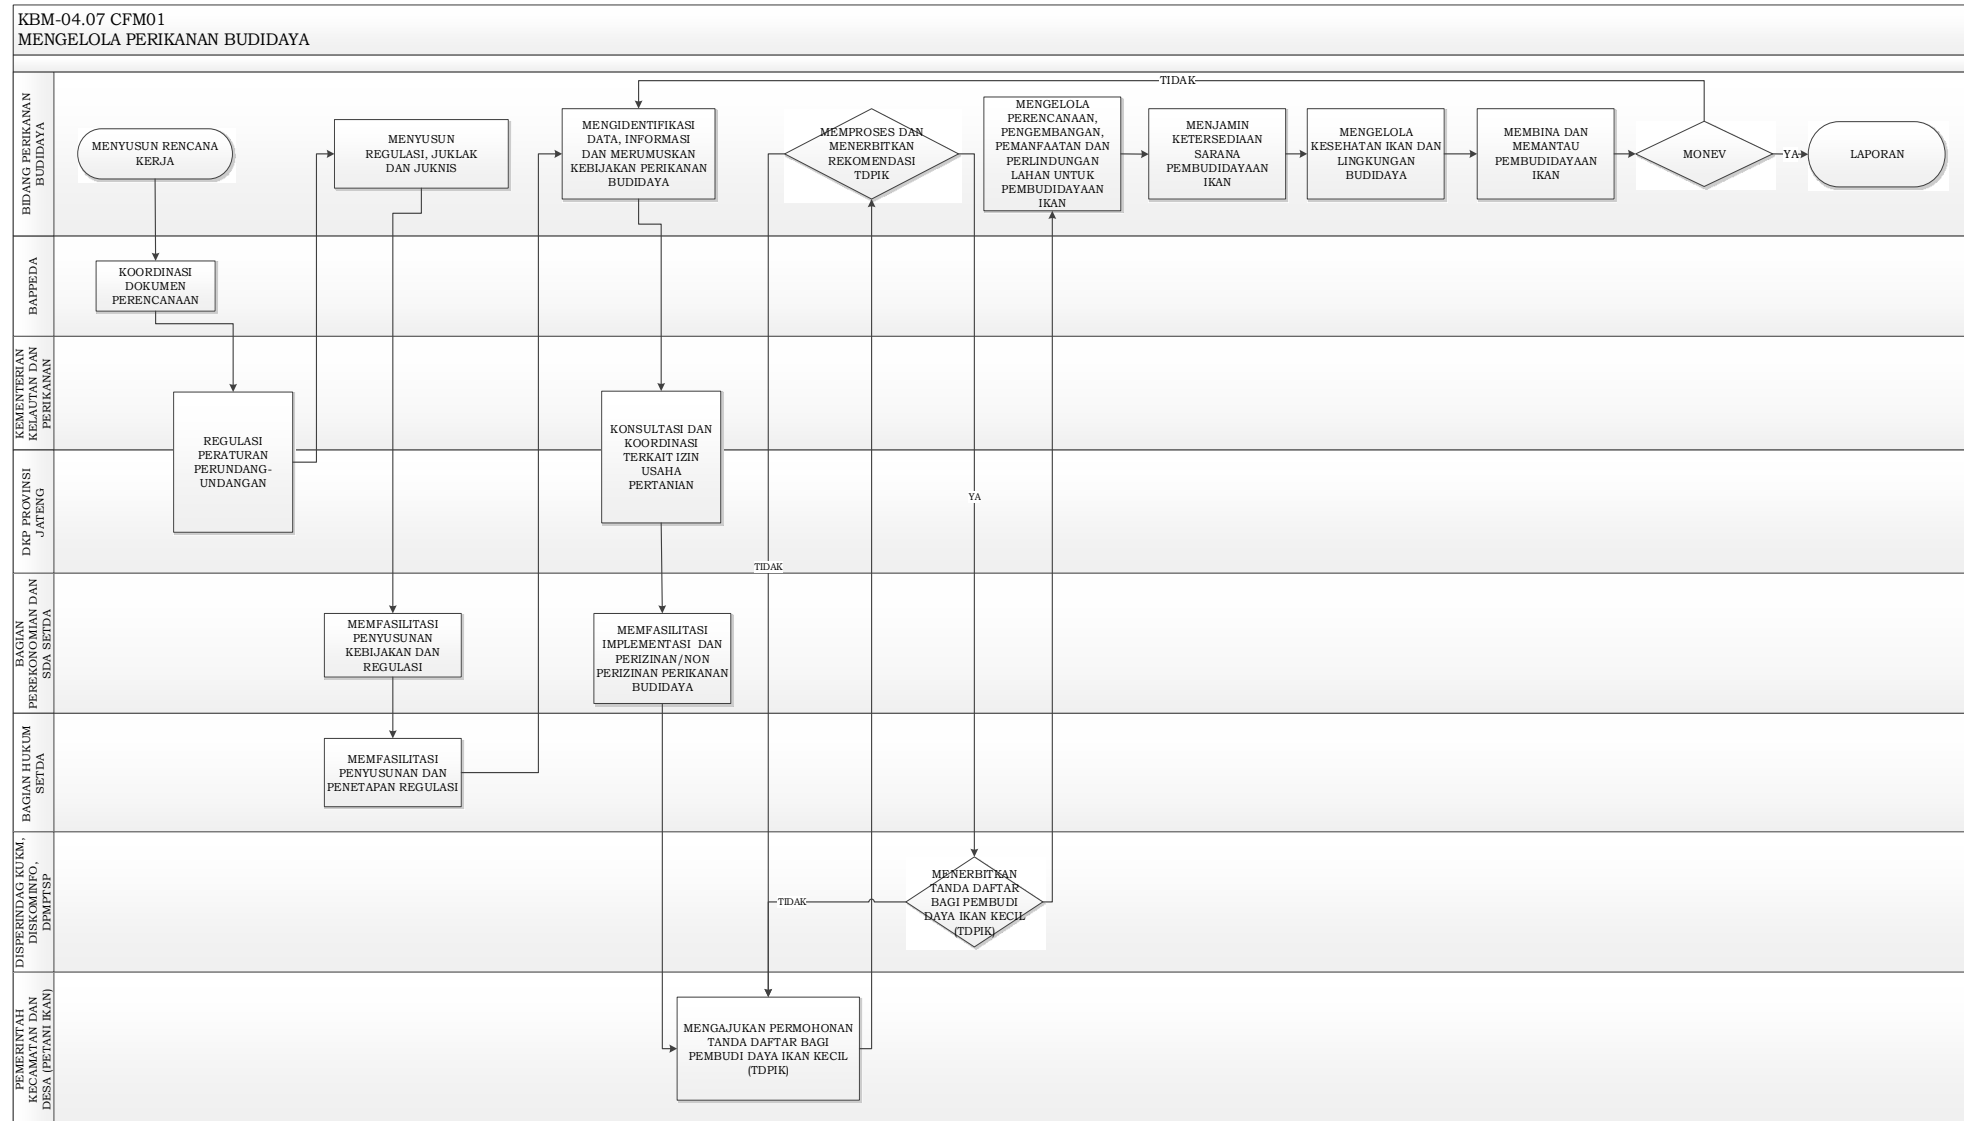 KBM-04.07 CFM01
MENGELOLA PERIKANAN BUDIDAYA
BIDANG PERIKANAN
BUDIDAYA
MENYUSUN RENCANA
KERJA
MENYUSUN
REGULASI, JUKLAK
DAN JUKNIS
MENGIDENTIFIKASI
DATA, INFORMASI
DAN MERUMUSKAN
KEBIJAKAN PERIKANAN
BUDIDAYA
MEMPROSES DAN
MENERBITKAN
REKOMENDASI
TDPIK
MENGELOLA
PERENCANAAN,
PENGEMBANGAN,
PEMANFAATAN DAN
PERLINDUNGAN
LAHAN UNTUK
PEMBUDIDAYAAN
IKAN
MENJAMIN
KETERSEDIAAN
SARANA
PEMBUDIDAYAAN
IKAN
MENGELOLA
KESEHATAN IKAN DAN
LINGKUNGAN
BUDIDAYA
MEMBINA DAN
MEMANTAU
PEMBUDIDAYAAN
IKAN
TIDAK
MONEV
YA
LAPORAN
BAPPEDA
KOORDINASI
DOKUMEN
PERENCANAAN
KEMENTERIAN
KELAUTAN DAN
PERIKANAN
REGULASI
PERATURAN
PERUNDANG-
UNDANGAN
KONSULTASI DAN
KOORDINASI
TERKAIT IZIN
USAHA
PERTANIAN
DKP PROVINSI
JATENG
YA
TIDAK
BAGIAN
PEREKONOMIAN DAN
SDA SETDA
MEMFASILITASI
PENYUSUNAN
KEBIJAKAN DAN
REGULASI
MEMFASILITASI
IMPLEMENTASI  DAN
PERIZINAN/NON
PERIZINAN PERIKANAN
BUDIDAYA
BAGIAN HUKUM
SETDA
MEMFASILITASI
PENYUSUNAN DAN
PENETAPAN REGULASI
DISPERINDAG KUKM,
DISKOMINFO,
DPMPTSP
TIDAK
MENERBITKAN
TANDA DAFTAR
BAGI PEMBUDI
DAYA IKAN KECIL
(TDPIK)
PEMERINTAH
KECAMATAN DAN
DESA (PETANI IKAN)
MENGAJUKAN PERMOHONAN
TANDA DAFTAR BAGI
PEMBUDI DAYA IKAN KECIL
(TDPIK)